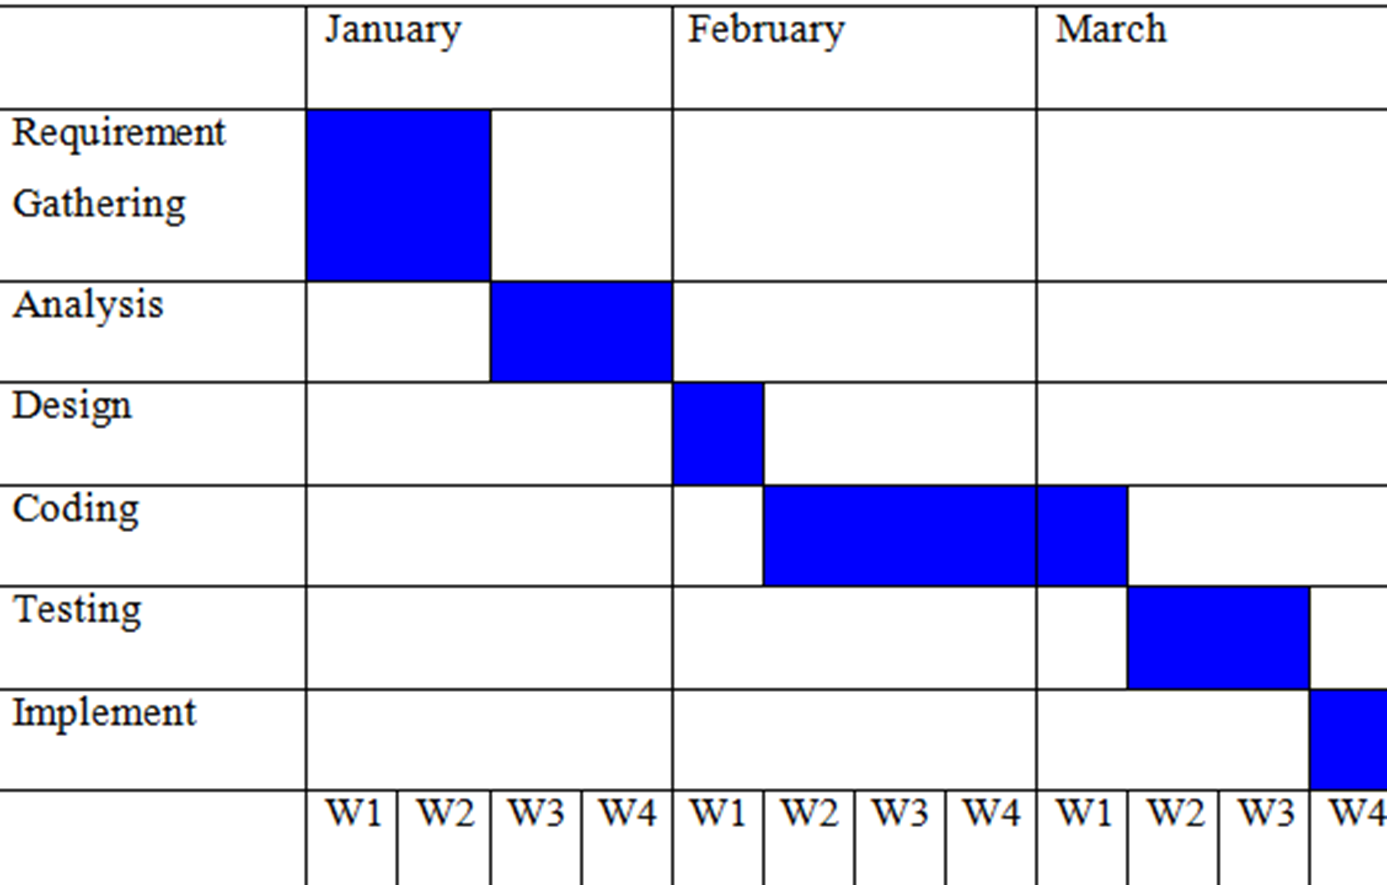 January February March
Requirement
Gathering
Analysis
Design
Coding
Testing
Implement
W1 W2 W3 W4 W1 W2 W3 W4 W1 W2 W3 W4